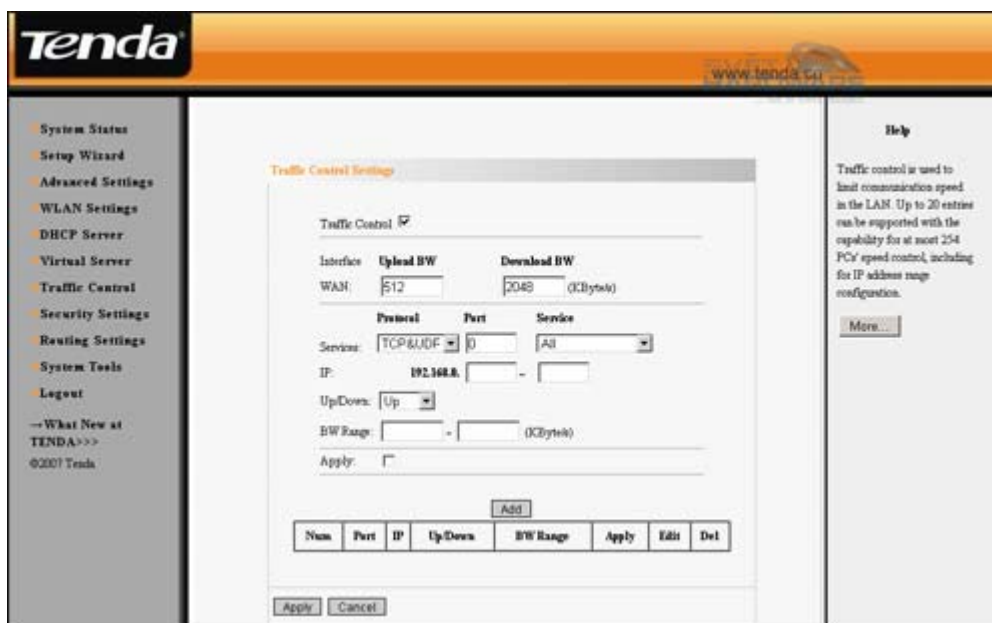 Tenda
www.tenda.cn
System Status
Setup Wizard
Advanced Settings
WLAN Settings
DHCP Server
Virtual Server
Traffic Control
Security Settings
Routing Settings
System Tools
Logout
→What New at
TENDA>>>
©2007 Tenda
Traffic Control Settings
Traffic Control
Interface Upload BW Download BW
WAN: 512 2048 (KByte/s)
Protocol Port Service
Services: TCP&UDF 0 All
IP: 192.168.0. ~
Up/Down: Up
BW Range: ~ (KByte/s)
Apply:
Add
Num Port IP Up/Down BW Range Apply Edit Del
Apply Cancel
Help
Traffic control is used to
limit communication speed
in the LAN. Up to 20 entries
can be supported with the
capability for at most 254
PCs' speed control, including
for IP address range
configuration.
More...